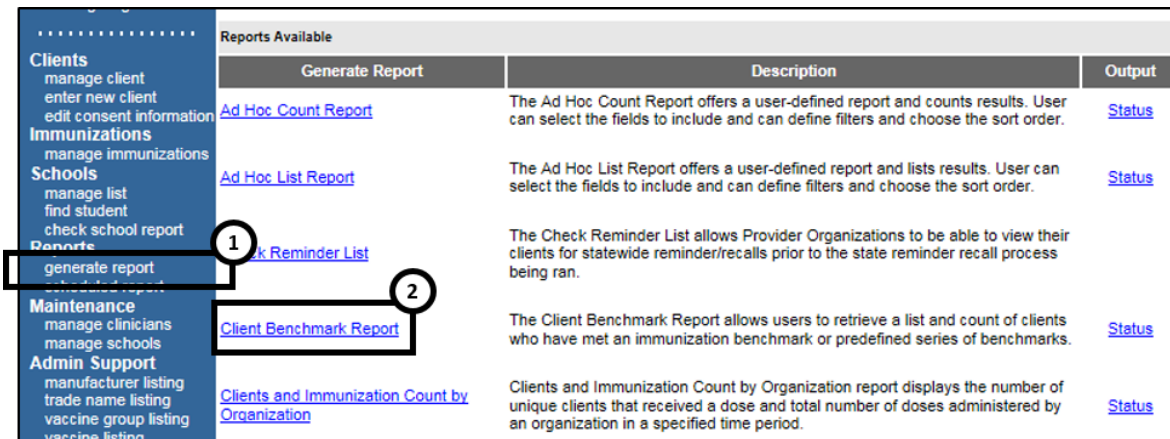 Clients
manage client
enter new client
edit consent information
Immunizations
manage immunizations
Schools
manage list
find student
check school report
Reports
generate report
scheduled report
Maintenance
manage clinicians
manage schools
Admin Support
manufacturer listing
trade name listing
vaccine group listing
vaccine listing
1
2
Reports Available
Generate Report
Description
Output
Ad Hoc Count Report
The Ad Hoc Count Report offers a user-defined report and counts results. User
can select the fields to include and can define filters and choose the sort order.
Status
Ad Hoc List Report
The Ad Hoc List Report offers a user-defined report and lists results. User can
select the fields to include and can define filters and choose the sort order.
Status
k Reminder List
The Check Reminder List allows Provider Organizations to be able to view their
clients for statewide reminder/recalls prior to the state reminder recall process
being ran.
Client Benchmark Report
The Client Benchmark Report allows users to retrieve a list and count of clients
who have met an immunization benchmark or predefined series of benchmarks.
Status
Clients and Immunization Count by
Organization
Clients and Immunization Count by Organization report displays the number of
unique clients that received a dose and total number of doses administered by
an organization in a specified time period.
Status